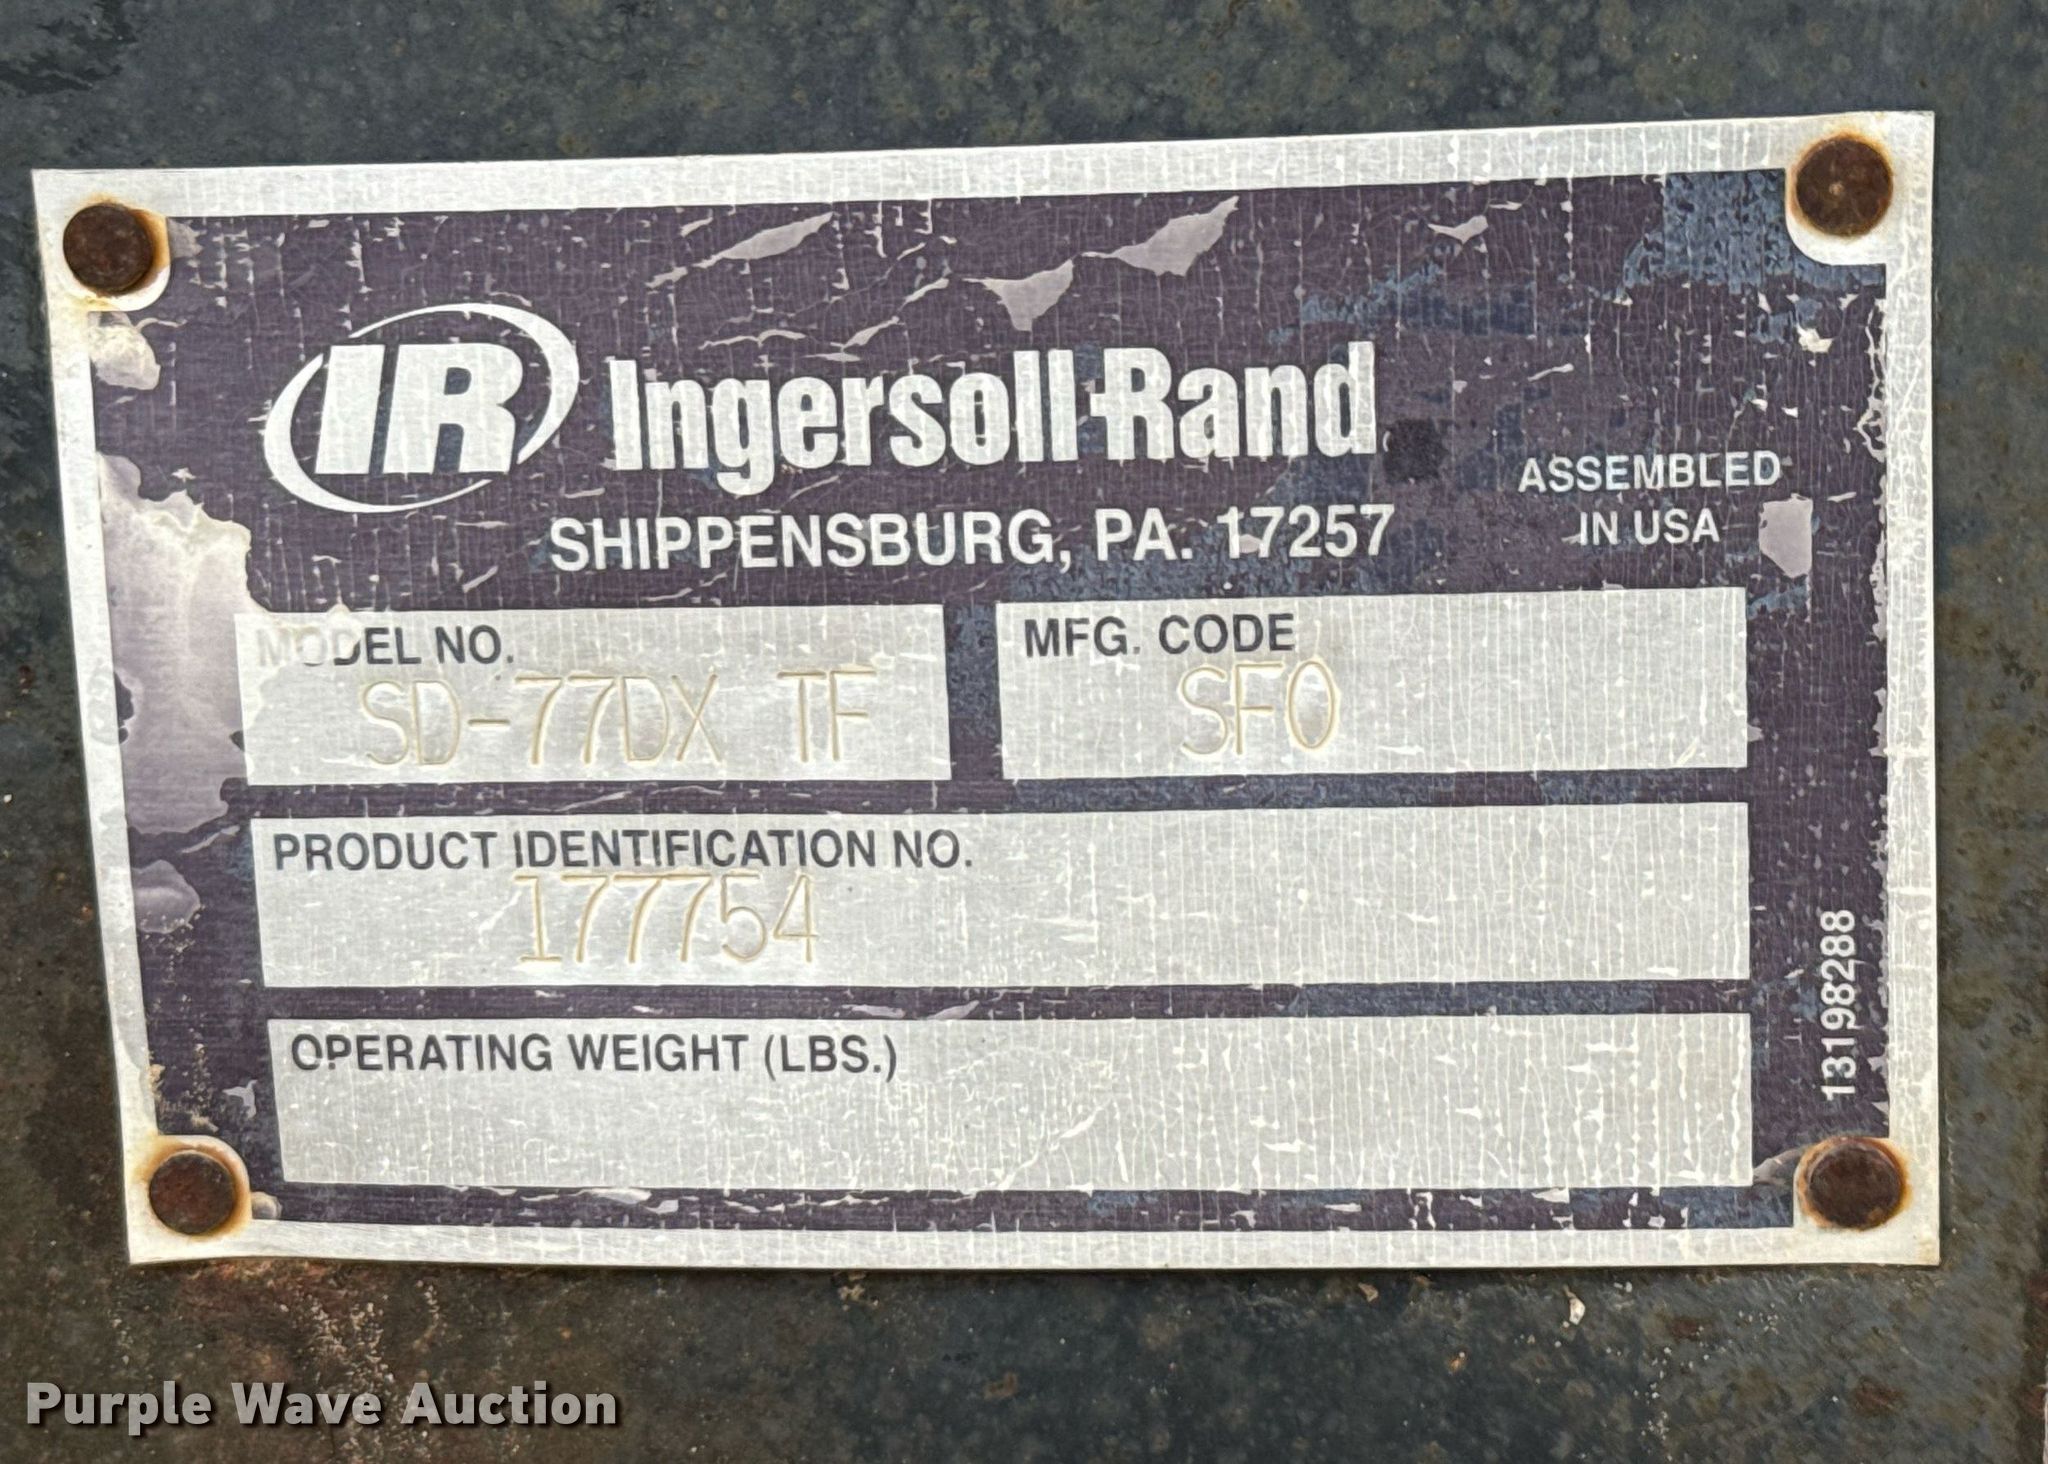 IR Ingersoll-Rand
SHIPPENSBURG, PA. 17257
ASSEMBLED
IN USA
MODEL NO.
SD-77DX TF
MFG. CODE
SFO
PRODUCT IDENTIFICATION NO.
177754
OPERATING WEIGHT (LBS.)
13198288
Purple Wave Auction